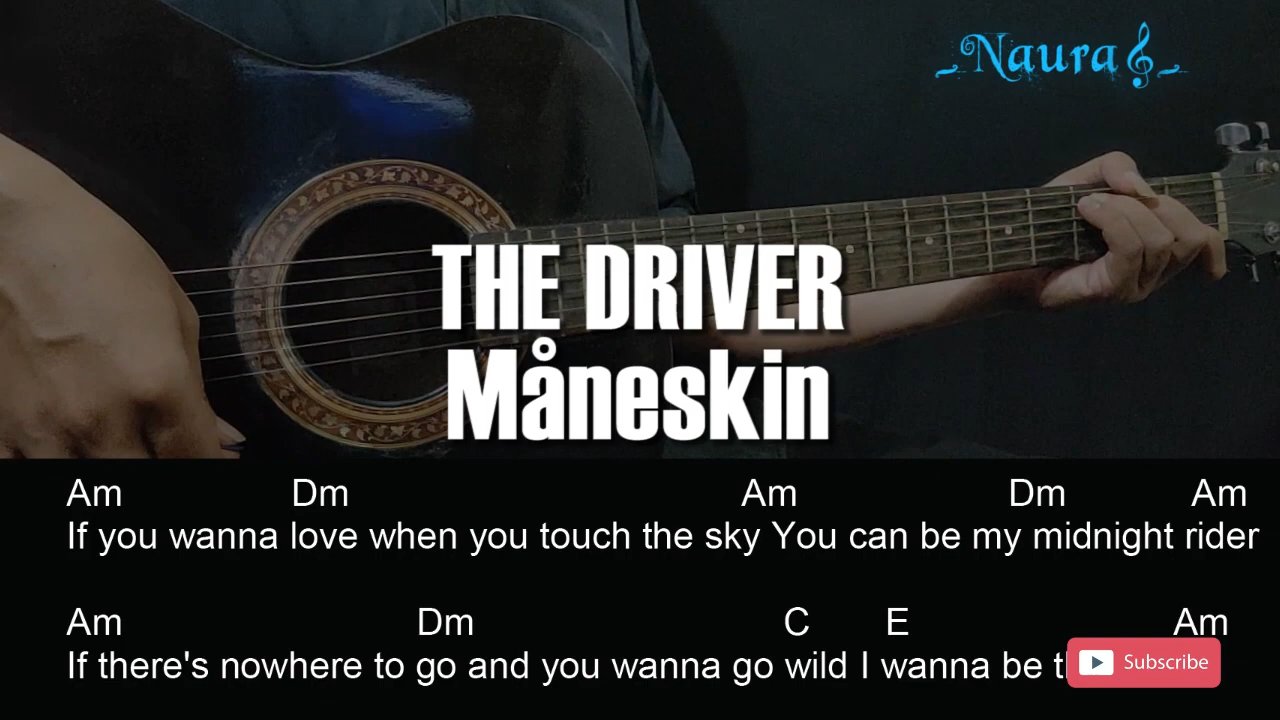 Naura
THE DRIVER
Måneskin
Am Dm Am Dm Am
If you wanna love when you touch the sky You can be my midnight rider
Am Dm C E Am
If there's nowhere to go and you wanna go wild I wanna be
Subscribe